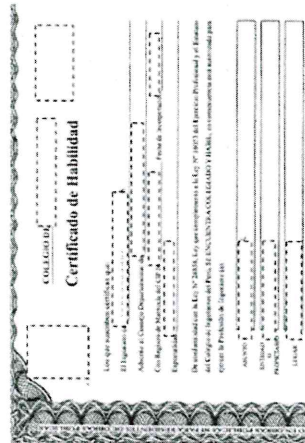 COLEGIO DE
Certificado de Habilidad
Los que suscriben certifican que:
El Ingeniero
Adscrito al Consejo Departamental de
Con Registro de Matrícula del CIP N°
Fecha de Incorporación
Especialidad
De conformidad con la Ley N° 28858, Ley que complementa a la Ley N° 16053 del Ejercicio Profesional y el Estatuto
del Colegio de Ingenieros del Perú, SE ENCUENTRA COLEGIADO Y HÁBIL, en consecuencia está autorizado para
ejercer la Profesión de Ingeniero
ASUNTO
ENTIDAD O
PROPIETARIO
LUGAR